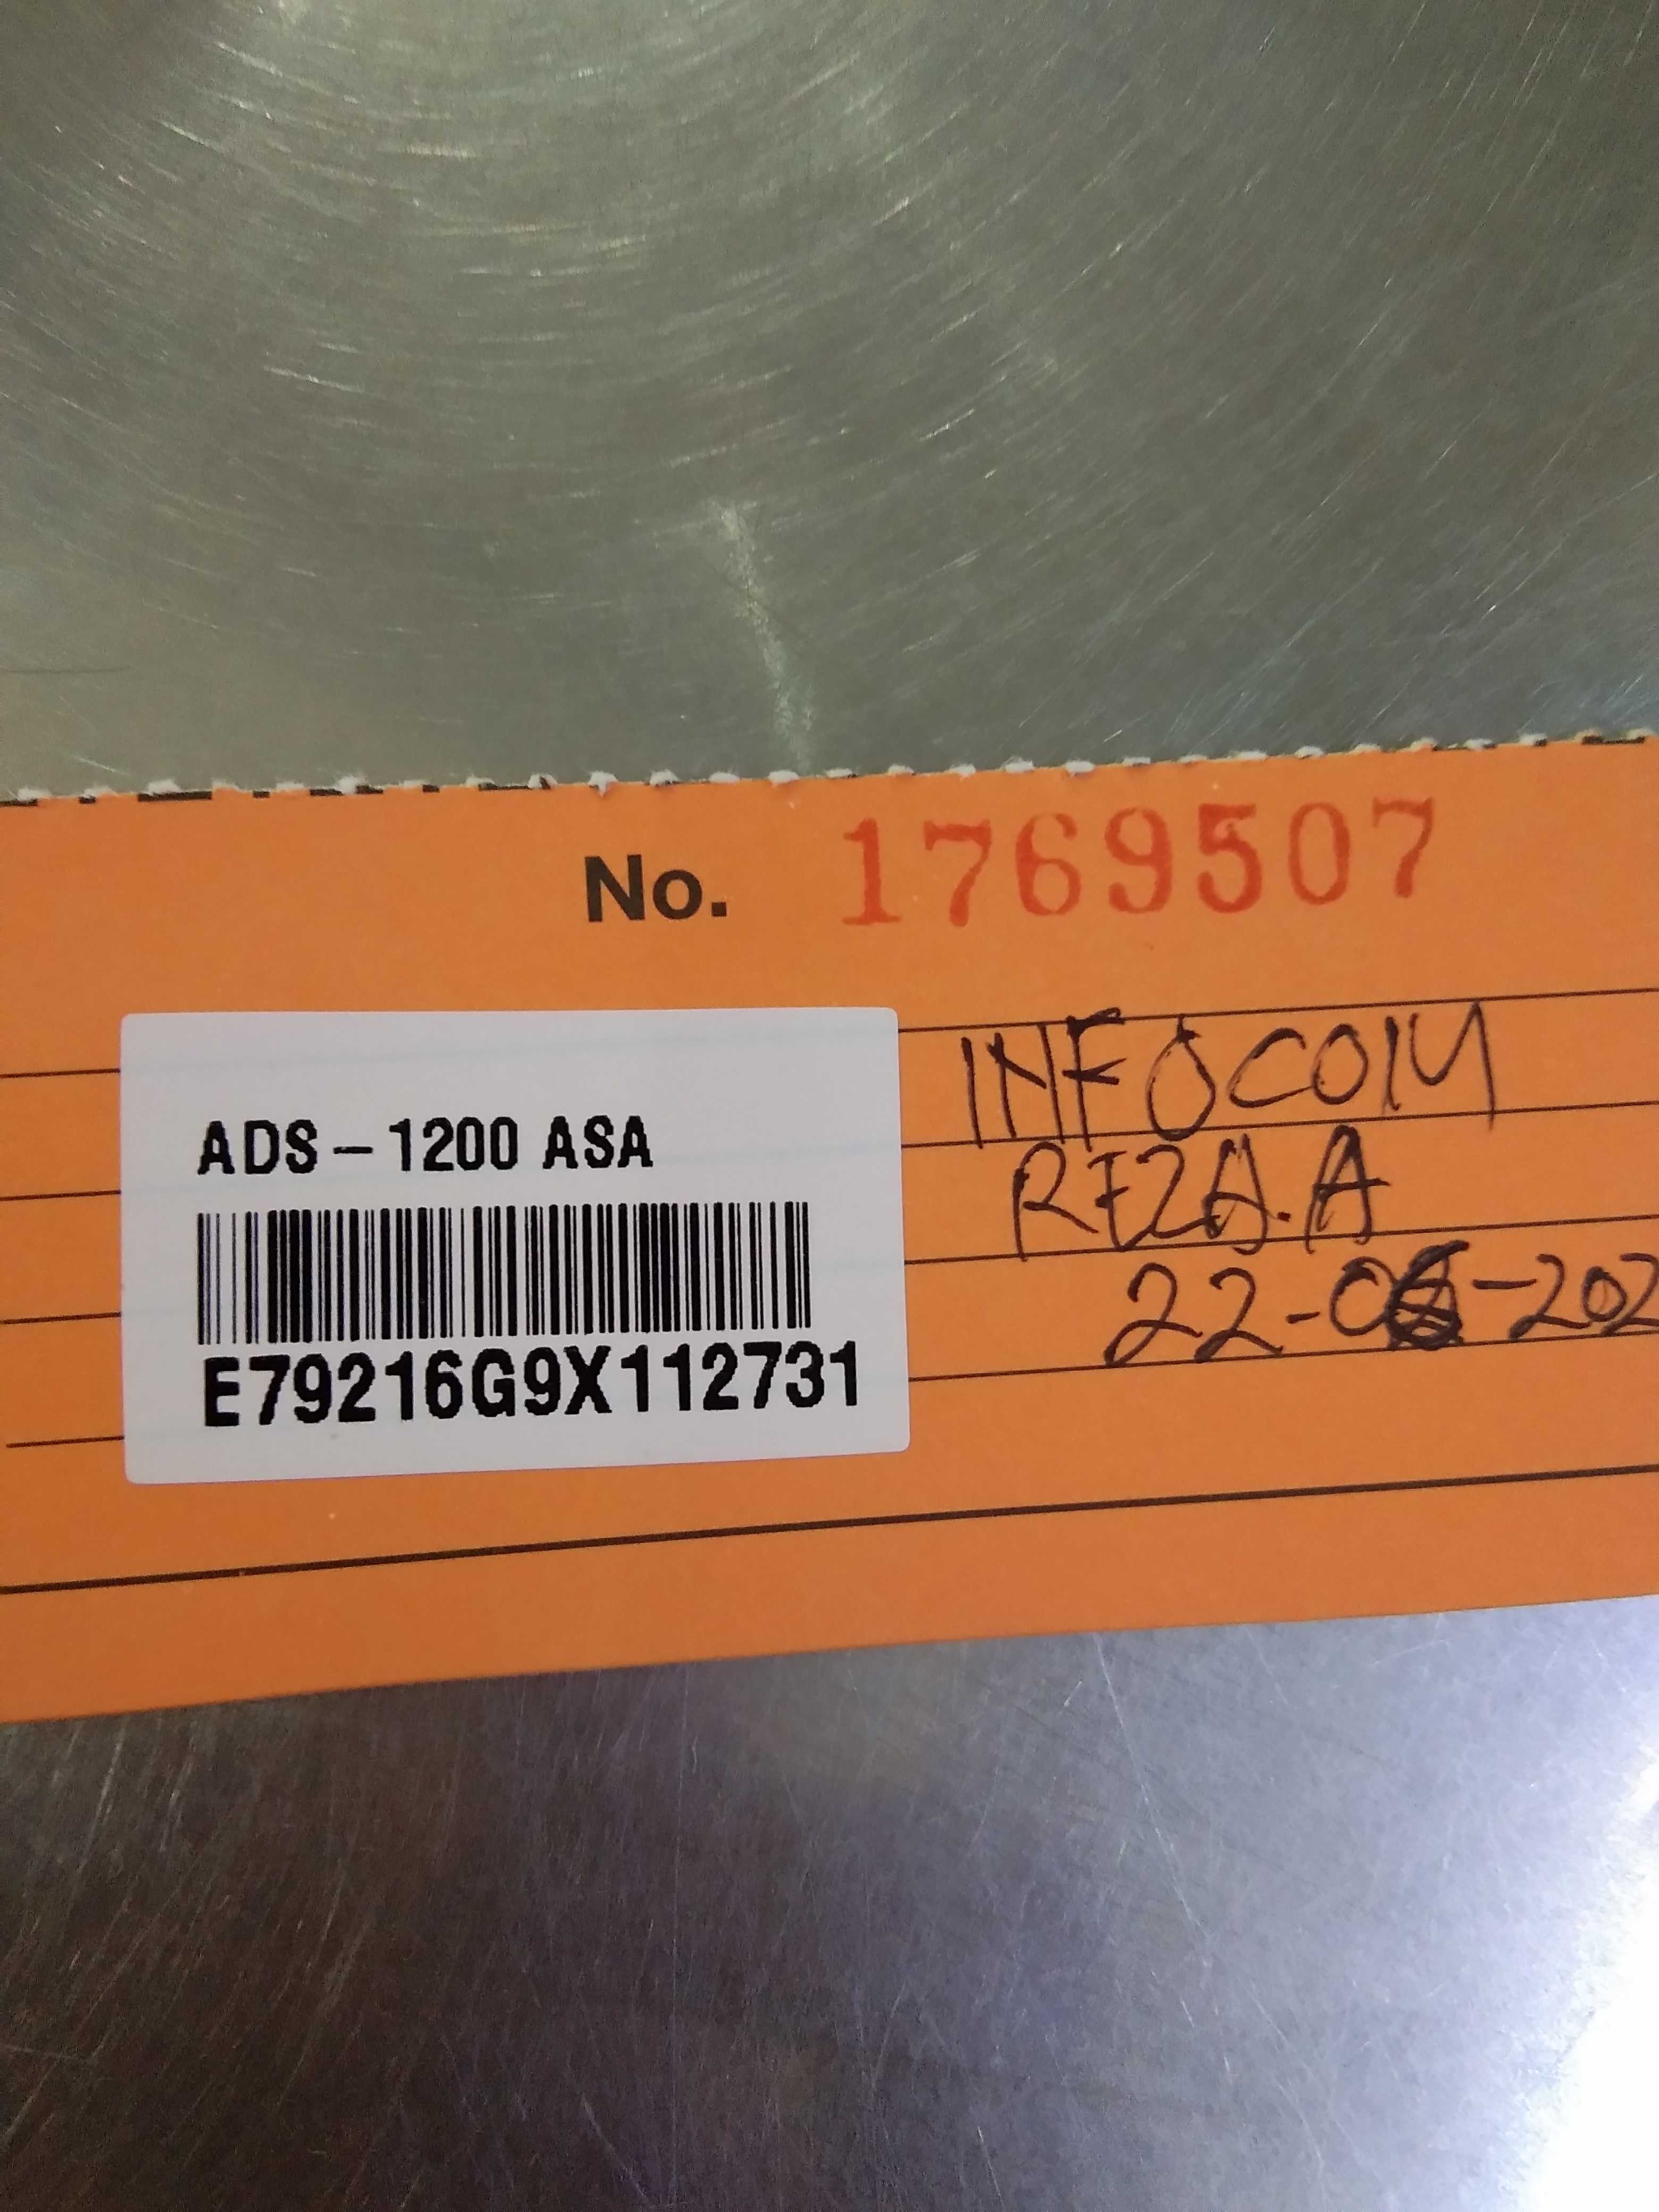 No. 1769507
ADS - 1200 ASA
E79216G9X112731
INFOCOM
REZA.A